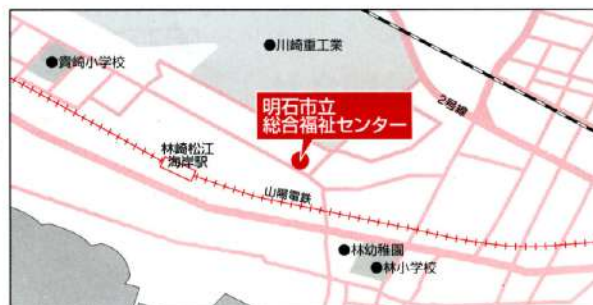 ●川崎重工業
●貴崎小学校
2号線
明石市立
総合福祉センター
林崎松江
海岸駅
山陽電鉄
●林幼稚園
●林小学校